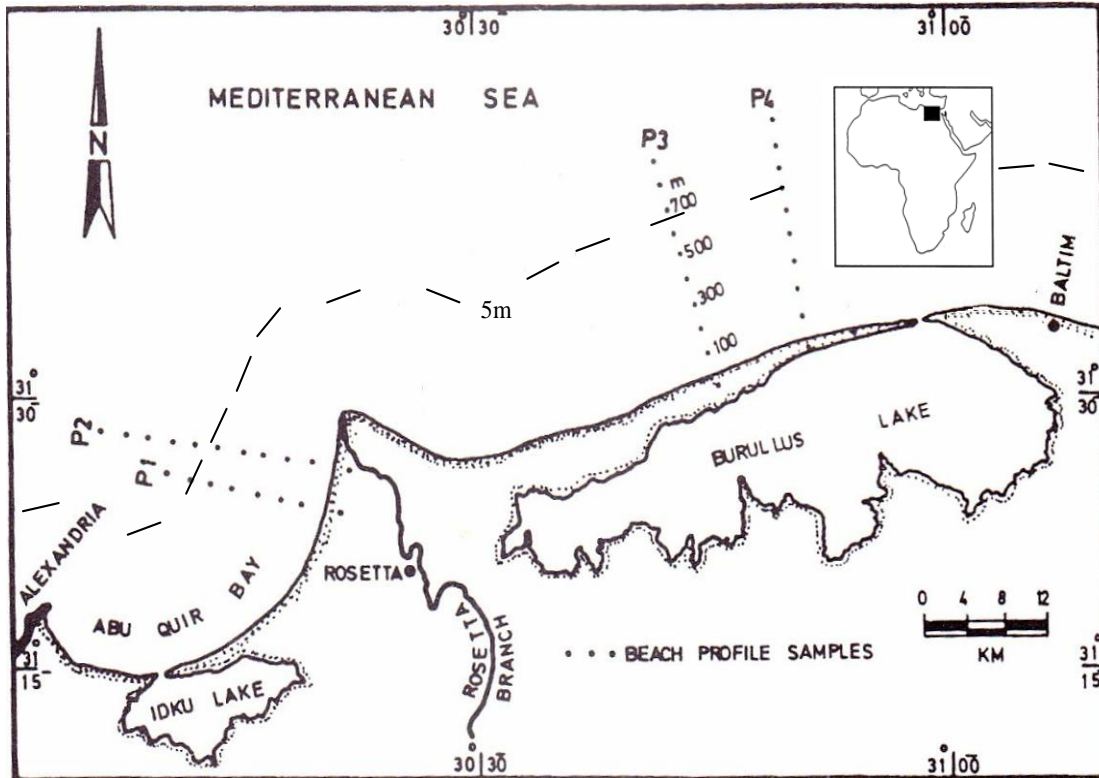 30° 30‾
31° 00‾
N
MEDITERRANEAN SEA
P4
P3
m
700
500
300
100
5m
BALTIM
31° 30‾
31° 30‾
P2
P1
BURULLUS LAKE
ALEXANDRIA
ABU QUIR BAY
ROSETTA
ROSETTA BRANCH
0 4 8 12
KM
BEACH PROFILE SAMPLES
31° 15‾
31° 15‾
IDKU LAKE
30° 30‾
31° 00‾